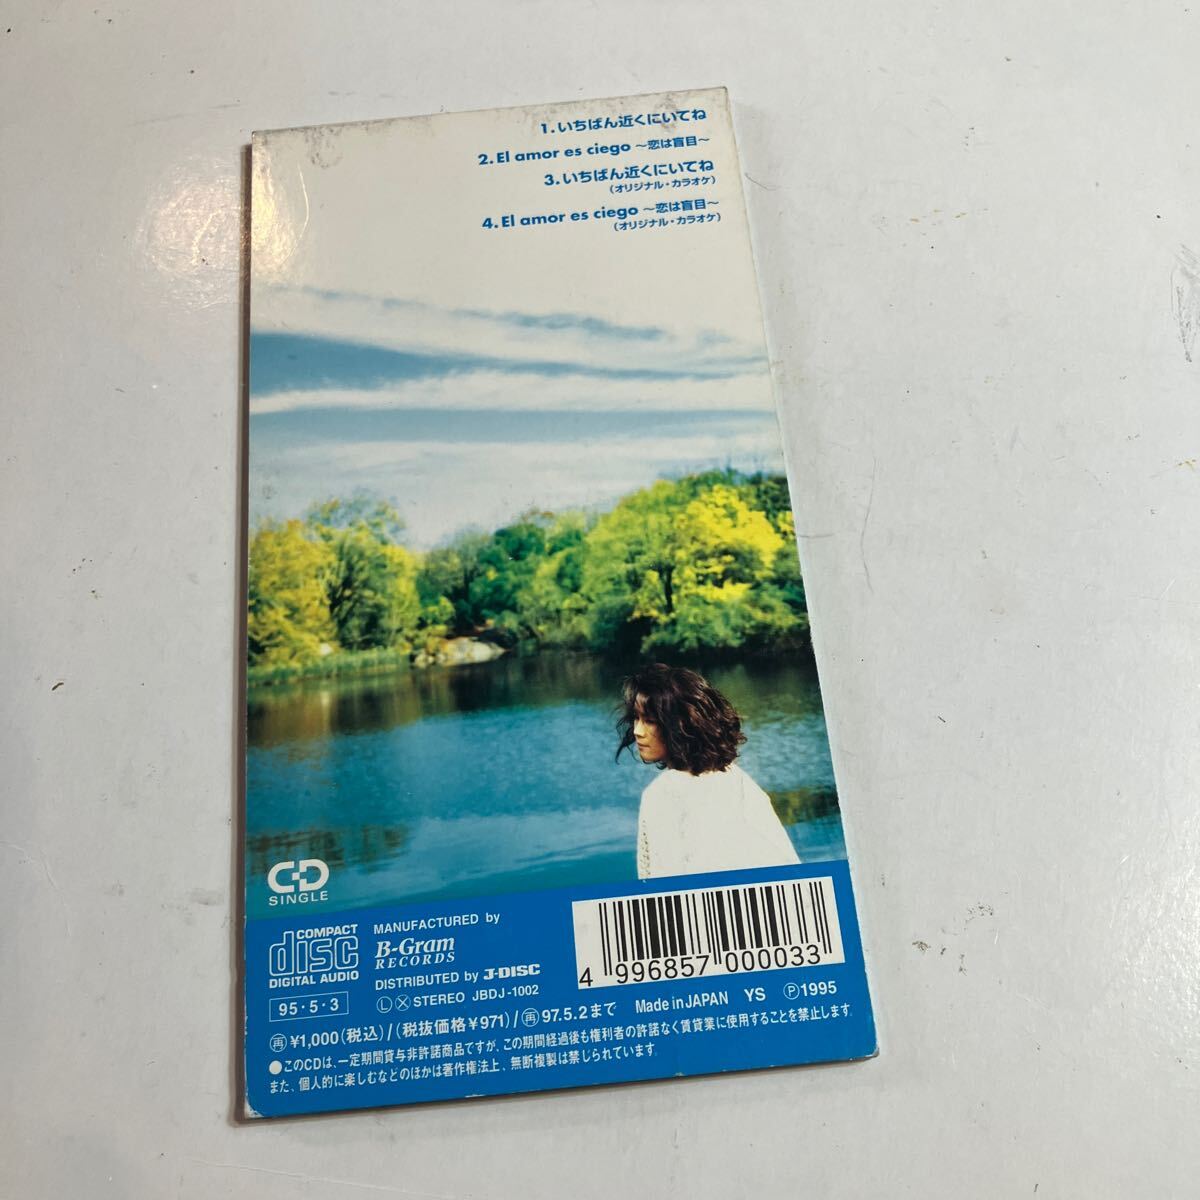 1.いちばん近くにいてね
2.El amor es ciego ～恋は盲目～
3.いちばん近くにいてね
(オリジナル・カラオケ)
4.El amor es ciego ～恋は盲目～
(オリジナル・カラオケ)
CD
SINGLE
COMPACT
disc
DIGITAL AUDIO
95・5・3
MANUFACTURED by
B-Gram
RECORDS
DISTRIBUTED by J-DISC
Ⓛ Ⓧ STEREO JBDJ-1002
4 996857 000033
㊢¥1,000(税込)/(税抜価格¥971)/再97.5.2まで Made in JAPAN YS Ⓟ1995
●このCDは、一定期間貸与非許諾商品ですが、この期間経過後も権利者の許諾なく賃貸業に使用することを禁止します。
また、個人的に楽しむなどのほかは著作権法上、無断複製は禁じられています。